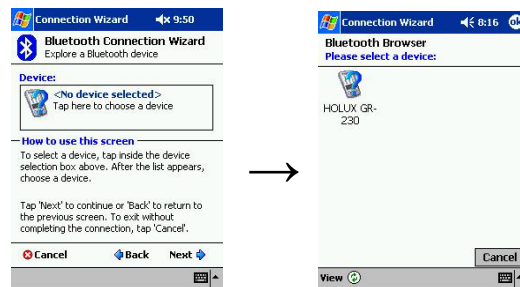 Connection Wizard 9:50
Bluetooth Connection Wizard
Explore a Bluetooth device
Device:
<No device selected>
Tap here to choose a device
How to use this screen
To select a device, tap inside the device
selection box above. After the list appears,
choose a device.
Tap 'Next' to continue or 'Back' to return to
the previous screen. To exit without
completing the connection, tap 'Cancel'.
Cancel Back Next
Connection Wizard 8:16 ok
Bluetooth Browser
Please select a device:
HOLUX GR-
230
Cancel
View